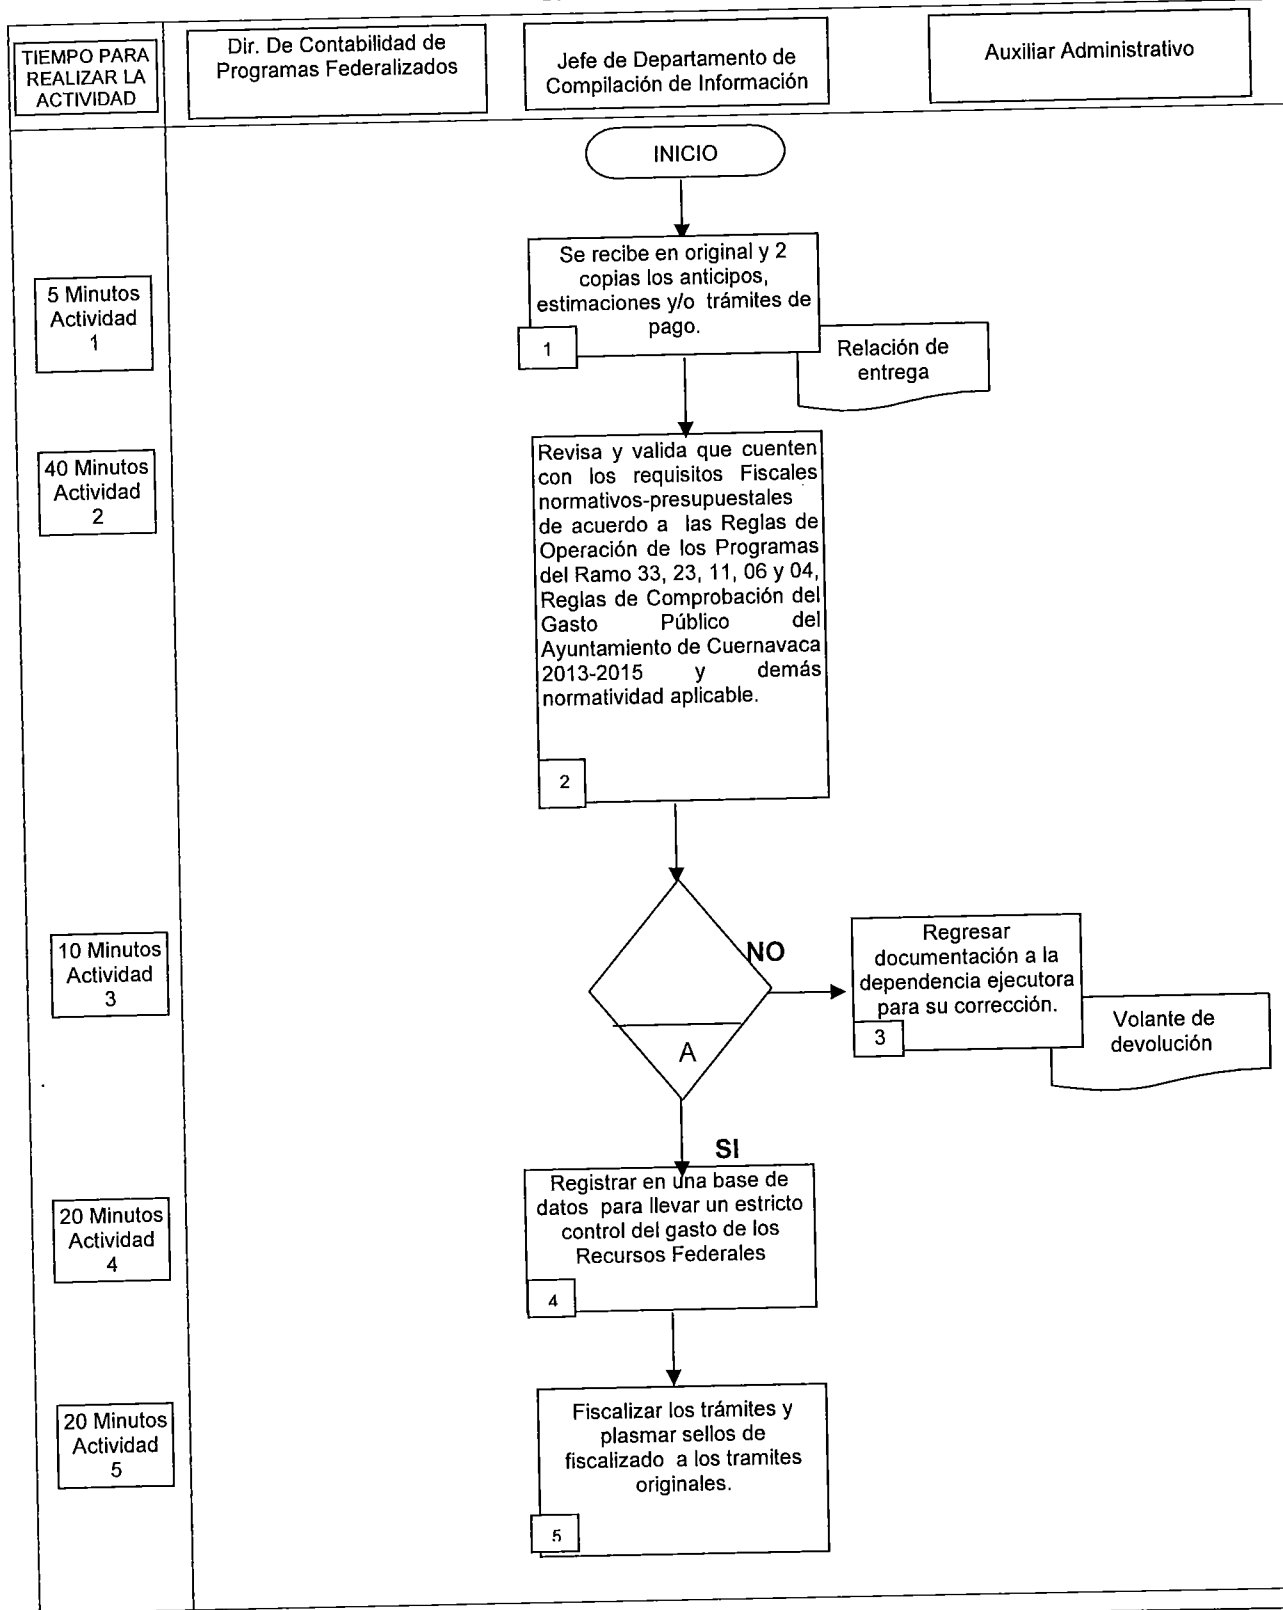 TIEMPO PARA
REALIZAR LA
ACTIVIDAD
Dir. De Contabilidad de
Programas Federalizados
Jefe de Departamento de
Compilación de Información
Auxiliar Administrativo
INICIO
5 Minutos
Actividad
1
Se recibe en original y 2
copias los anticipos,
estimaciones y/o trámites de
pago.
1
Relación de
entrega
40 Minutos
Actividad
2
Revisa y valida que cuenten
con los requisitos Fiscales
normativos-presupuestales
de acuerdo a las Reglas de
Operación de los Programas
del Ramo 33, 23, 11, 06 y 04,
Reglas de Comprobación del
Gasto Público del
Ayuntamiento de Cuernavaca
2013-2015 y demás
normatividad aplicable.
2
10 Minutos
Actividad
3
NO
A
Regresar
documentación a la
dependencia ejecutora
para su corrección.
3
Volante de
devolución
SI
20 Minutos
Actividad
4
Registrar en una base de
datos para llevar un estricto
control del gasto de los
Recursos Federales
4
20 Minutos
Actividad
5
Fiscalizar los trámites y
plasmar sellos de
fiscalizado a los tramites
originales.
5